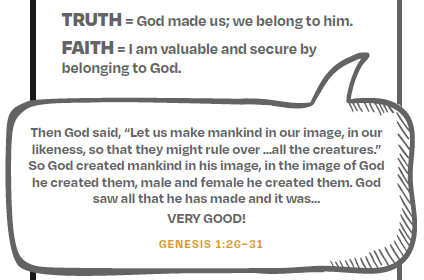 TRUTH = God made us; we belong to him.
FAITH = I am valuable and secure by
belonging to God.
Then God said, “Let us make mankind in our image, in our
likeness, so that they might rule over ...all the creatures.”
So God created mankind in his image, in the image of God
he created them, male and female he created them. God
saw all that he has made and it was...
VERY GOOD!
GENESIS 1:26–31